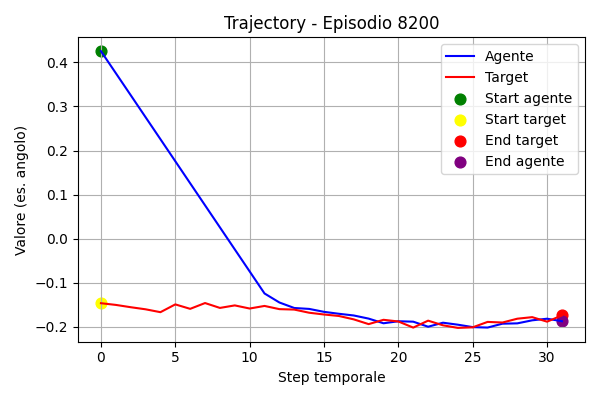 Trajectory - Episodio 8200
Valore (es. angolo)
0.4
0.3
0.2
0.1
0.0
−0.1
−0.2
0 5 10 15 20 25 30
Step temporale
Agente
Target
Start agente
Start target
End target
End agente